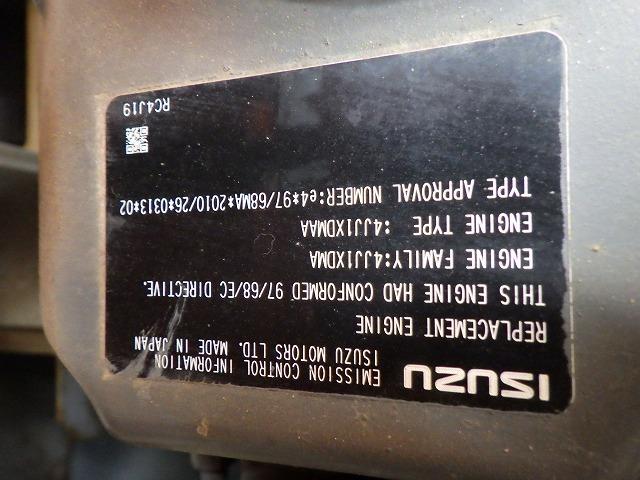 ISUZU
EMISSION CONTROL INFORMATION
ISUZU MOTORS LTD. MADE IN JAPAN
REPLACEMENT ENGINE
THIS ENGINE HAD CONFORMED 97/68/EC DIRECTIVE.
ENGINE FAMILY:4JJ1XDMA
ENGINE TYPE :4JJ1XDMAA
TYPE APPROVAL NUMBER:e4*97/68MA*2010/26*0313*02
RC4J19